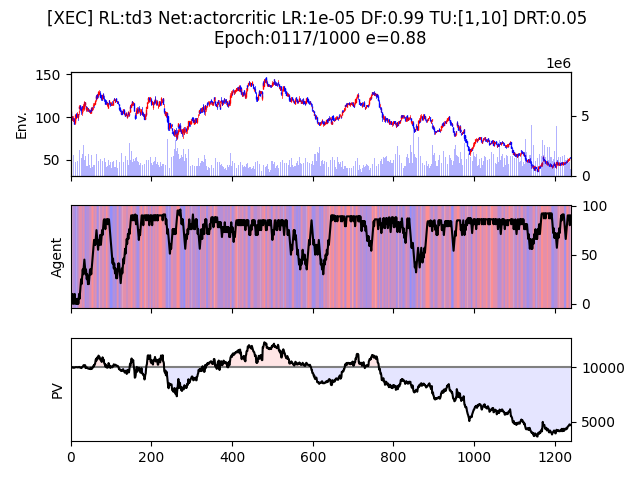 [XEC] RL:td3 Net:actorcritic LR:1e-05 DF:0.99 TU:[1,10] DRT:0.05
Epoch:0117/1000 e=0.88
1e6
150
100
50
Env.
5
0
Agent
100
50
0
PV
10000
5000
0 200 400 600 800 1000 1200